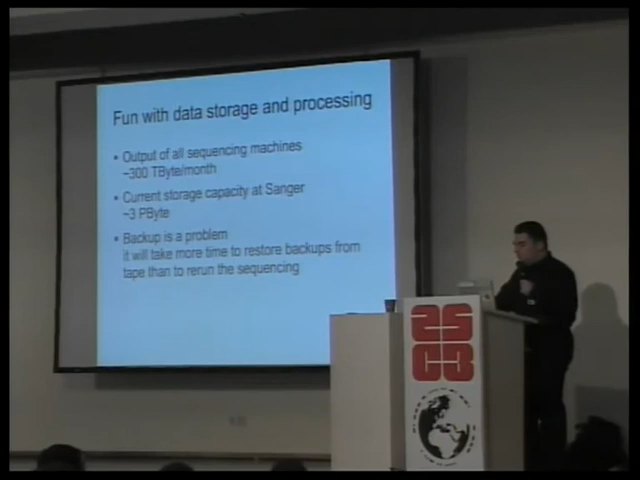 Fun with data storage and processing
• Output of all sequencing machines
~300 TByte/month
• Current storage capacity at Sanger
~3 PByte
• Backup is a problem
it will take more time to restore backups from
tape than to rerun the sequencing
25
C3